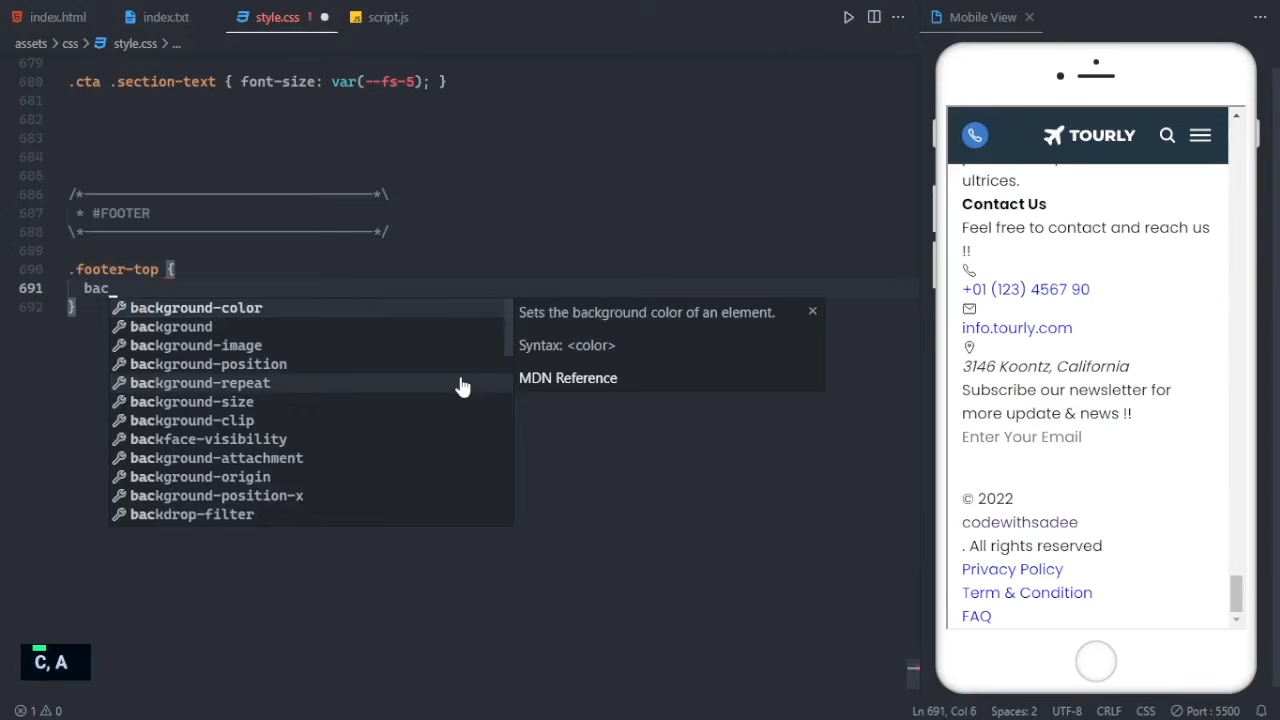 index.html
index.txt
style.css 1
script.js
Mobile View
assets > css > style.css > ...
679
680 .cta .section-text { font-size: var(--fs-5); }
681
682
683
684
685
686 /*-----------------------------------*\
687 * #FOOTER
688 \*-----------------------------------*/
689
690 .footer-top {
691 bac
692 }
background-color
background
background-image
background-position
background-repeat
background-size
background-clip
backface-visibility
background-attachment
background-origin
background-position-x
backdrop-filter
Sets the background color of an element.
Syntax: <color>
MDN Reference
C, A
TOURLY
ultrices.
Contact Us
Feel free to contact and reach us
!!
+01 (123) 4567 90
info.tourly.com
3146 Koontz, California
Subscribe our newsletter for
more update & news !!
Enter Your Email
© 2022
codewithsadee
. All rights reserved
Privacy Policy
Term & Condition
FAQ
1 0
Ln 691, Col 6 Spaces: 2 UTF-8 CRLF CSS Port : 5500